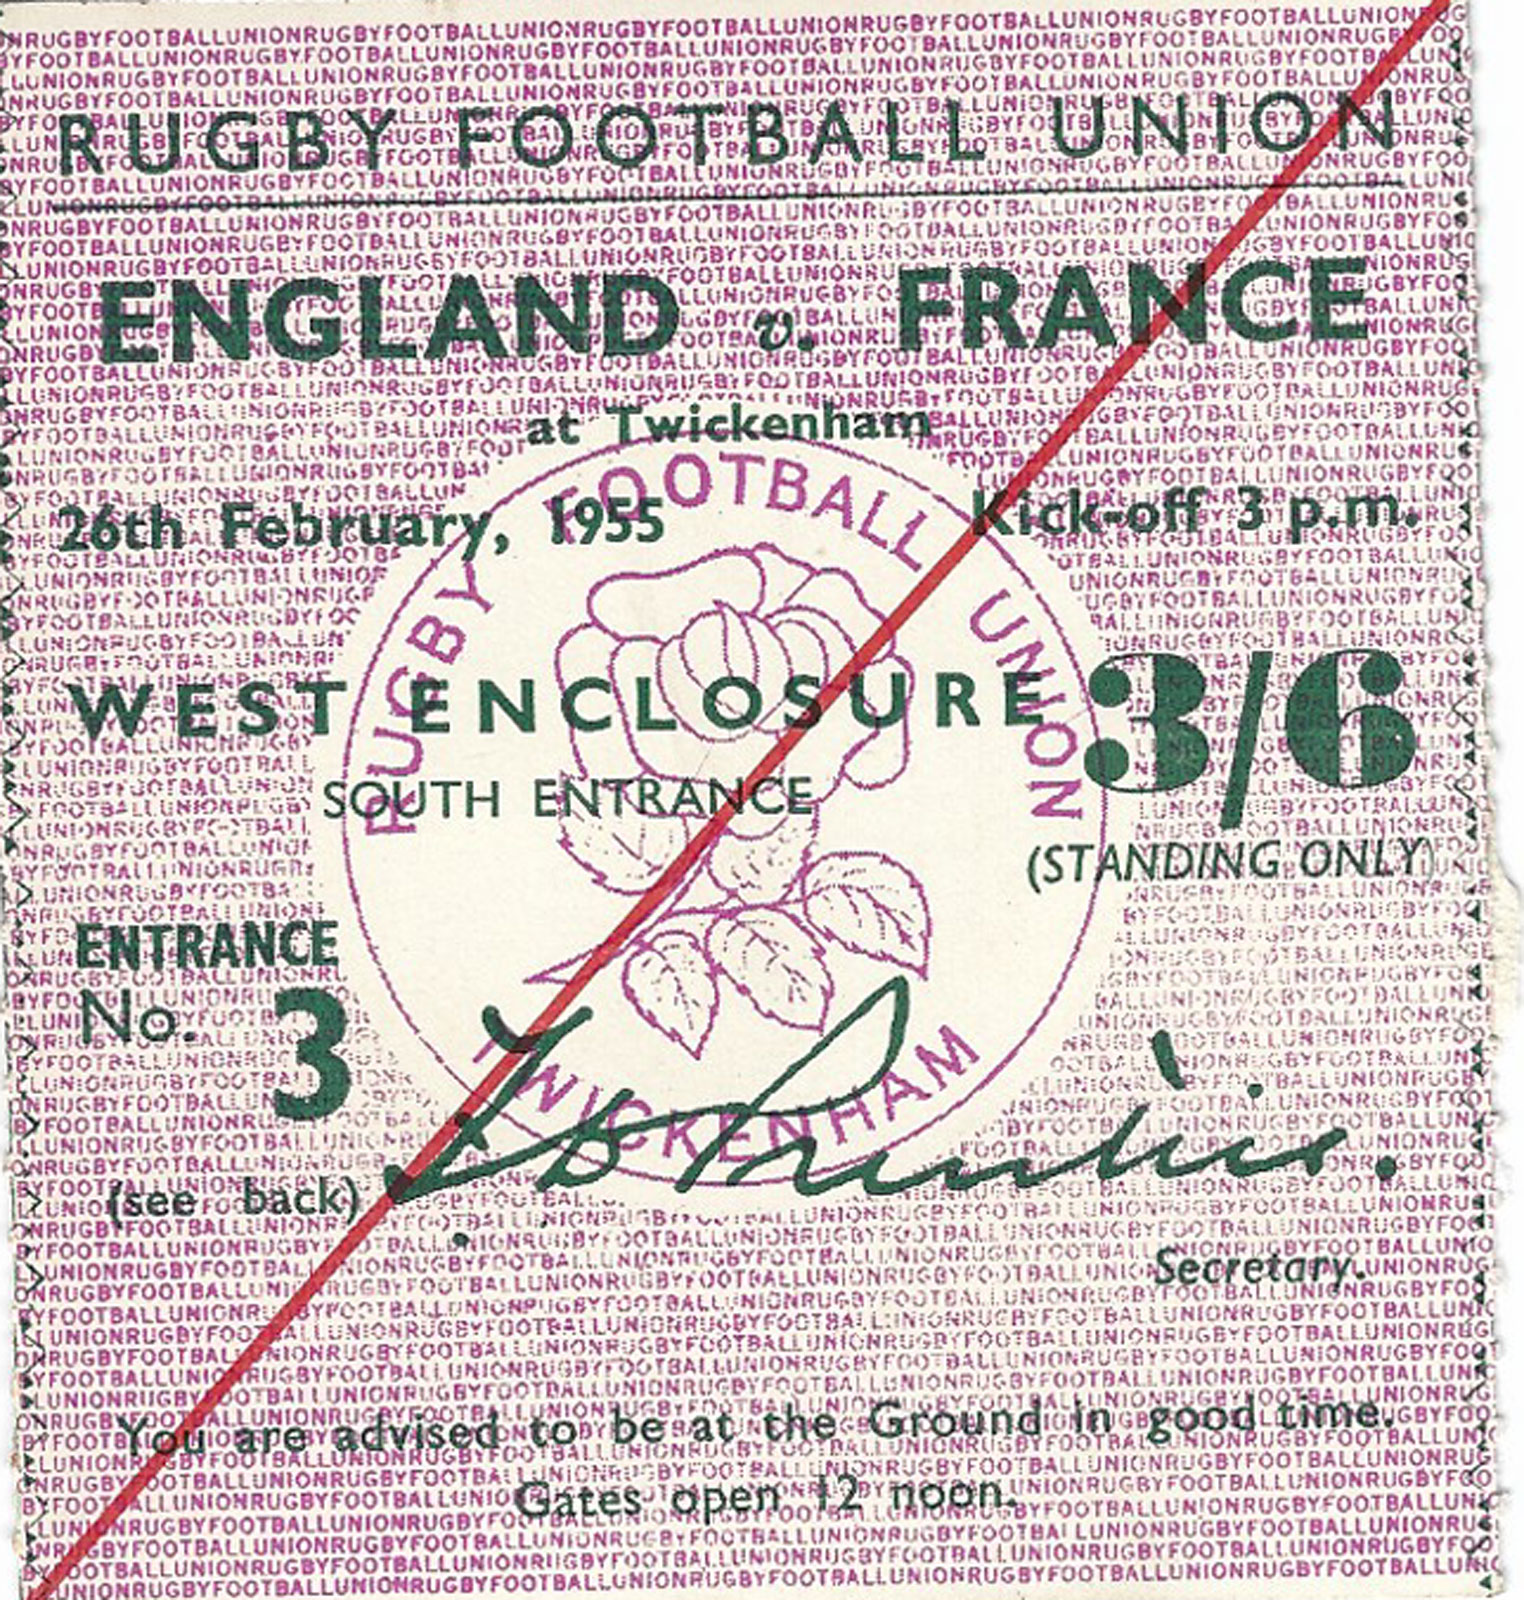 RUGBY FOOTBALL UNION
ENGLAND v. FRANCE
at Twickenham
26th February, 1955 Kick-off 3 p.m.
RUGBY FOOTBALL UNION
WEST ENCLOSURE 3/6
SOUTH ENTRANCE
(STANDING ONLY)
ENTRANCE
No. 3
TWICKENHAM
(see back)
Secretary.
You are advised to be at the Ground in good time.
Gates open 12 noon.